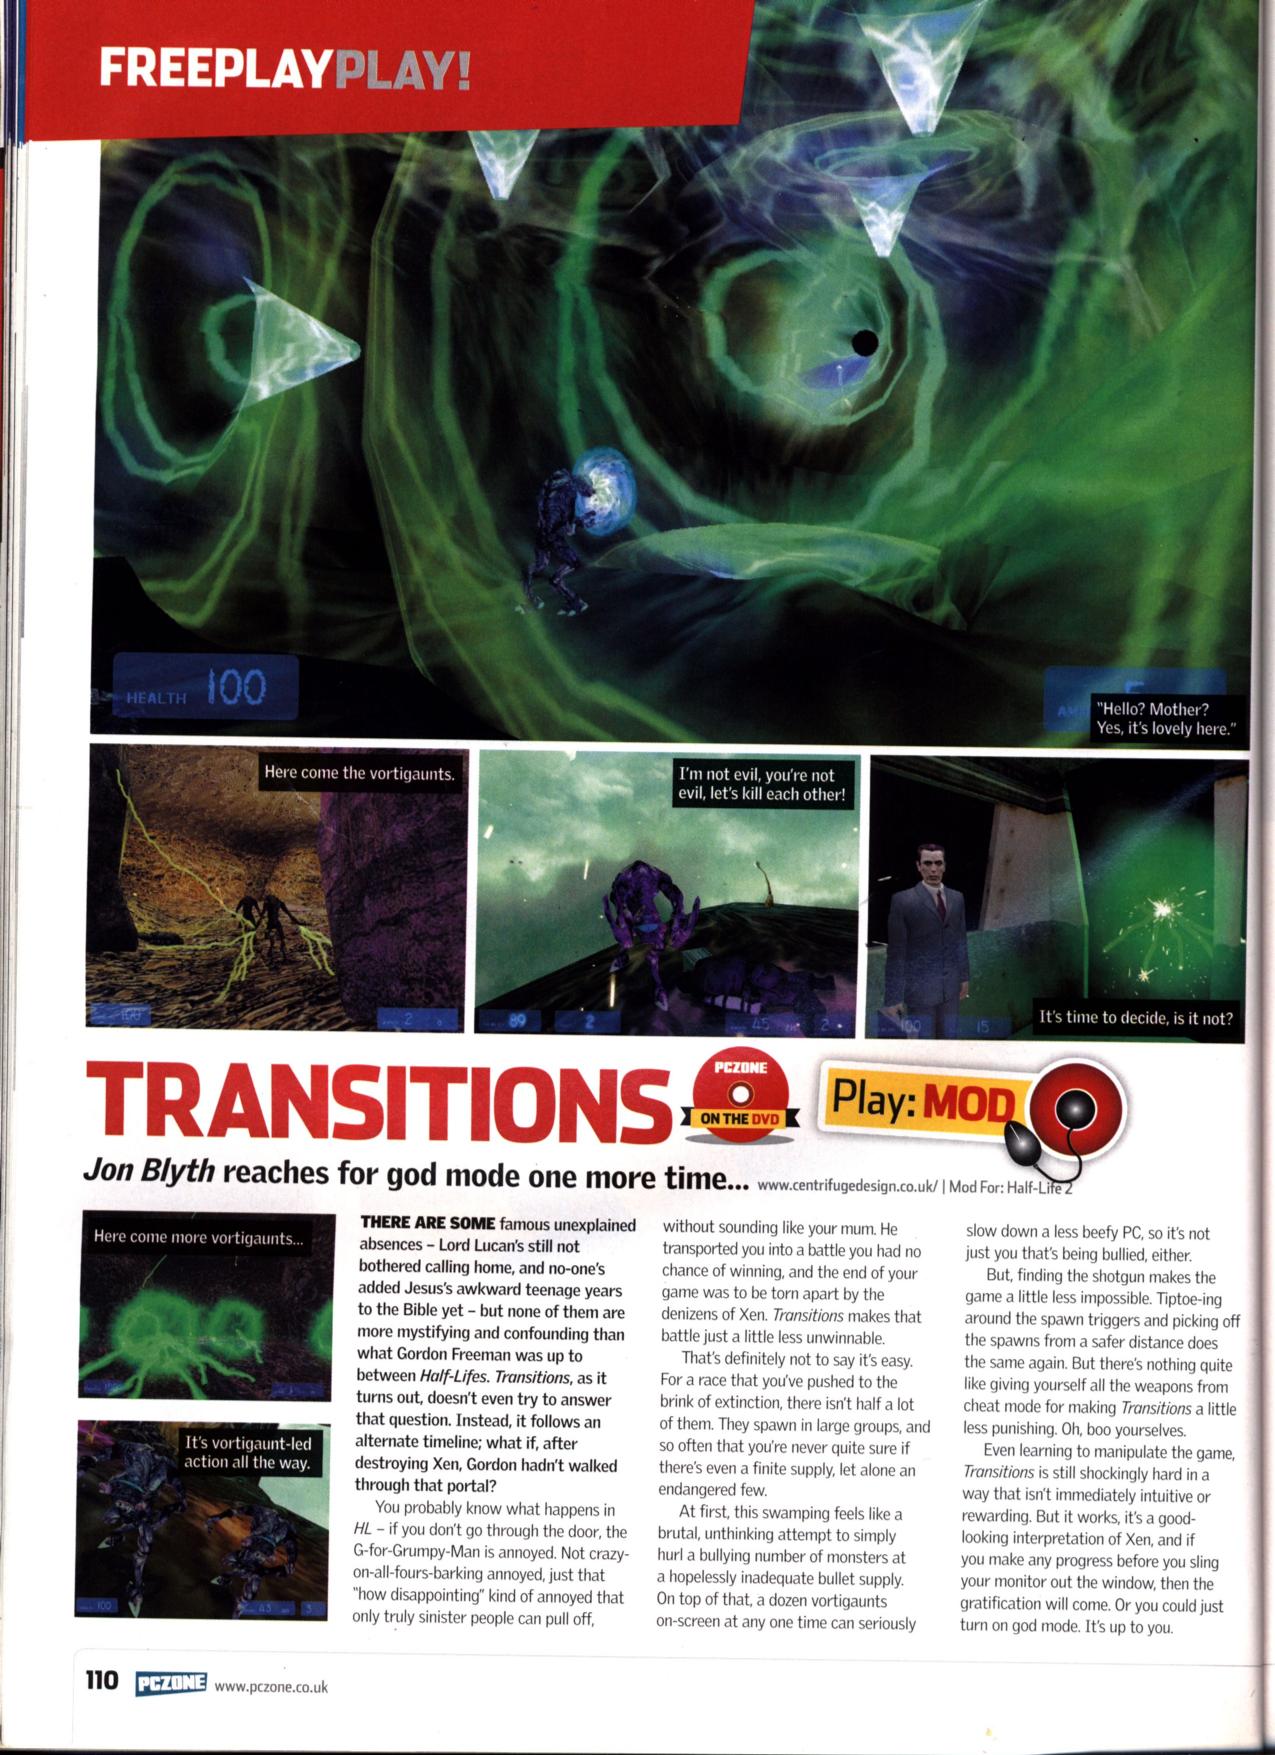 FREEPLAYPLAY!
HEALTH 100
"Hello? Mother?
Yes, it's lovely here."
Here come the vortigaunts.
I'm not evil, you're not
evil, let's kill each other!
It's time to decide, is it not?
100
2
89
2
45
2
100
15
TRANSITIONS
PCZONE
ON THE DVD
Play: MOD
Jon Blyth reaches for god mode one more time... www.centrifugedesign.co.uk/ | Mod For: Half-Life 2
Here come more vortigaunts...
It's vortigaunt-led
action all the way.
100
43
3
THERE ARE SOME famous unexplained
absences – Lord Lucan's still not
bothered calling home, and no-one's
added Jesus's awkward teenage years
to the Bible yet – but none of them are
more mystifying and confounding than
what Gordon Freeman was up to
between Half-Lifes. Transitions, as it
turns out, doesn't even try to answer
that question. Instead, it follows an
alternate timeline; what if, after
destroying Xen, Gordon hadn't walked
through that portal?
You probably know what happens in
HL – if you don't go through the door, the
G-for-Grumpy-Man is annoyed. Not crazy-
on-all-fours-barking annoyed, just that
"how disappointing" kind of annoyed that
only truly sinister people can pull off,
without sounding like your mum. He
transported you into a battle you had no
chance of winning, and the end of your
game was to be torn apart by the
denizens of Xen. Transitions makes that
battle just a little less unwinnable.
That's definitely not to say it's easy.
For a race that you've pushed to the
brink of extinction, there isn't half a lot
of them. They spawn in large groups, and
so often that you're never quite sure if
there's even a finite supply, let alone an
endangered few.
At first, this swamping feels like a
brutal, unthinking attempt to simply
hurl a bullying number of monsters at
a hopelessly inadequate bullet supply.
On top of that, a dozen vortigaunts
on-screen at any one time can seriously
slow down a less beefy PC, so it's not
just you that's being bullied, either.
But, finding the shotgun makes the
game a little less impossible. Tiptoe-ing
around the spawn triggers and picking off
the spawns from a safer distance does
the same again. But there's nothing quite
like giving yourself all the weapons from
cheat mode for making Transitions a little
less punishing. Oh, boo yourselves.
Even learning to manipulate the game,
Transitions is still shockingly hard in a
way that isn't immediately intuitive or
rewarding. But it works, it's a good-
looking interpretation of Xen, and if
you make any progress before you sling
your monitor out the window, then the
gratification will come. Or you could just
turn on god mode. It's up to you.
110 PCZONE www.pczone.co.uk